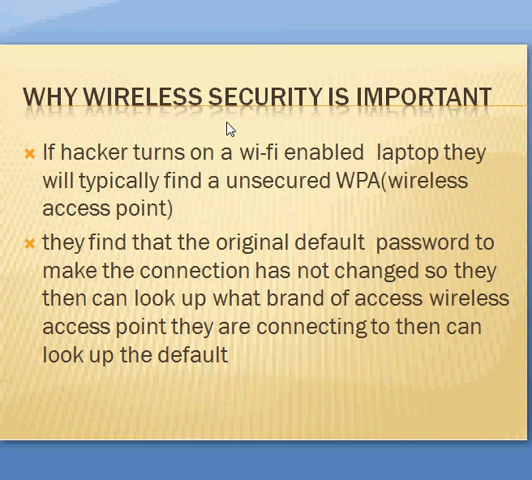 WHY WIRELESS SECURITY IS IMPORTANT
If hacker turns on a wi-fi enabled laptop they
will typically find a unsecured WPA(wireless
access point)
they find that the original default password to
make the connection has not changed so they
then can look up what brand of access wireless
access point they are connecting to then can
look up the default